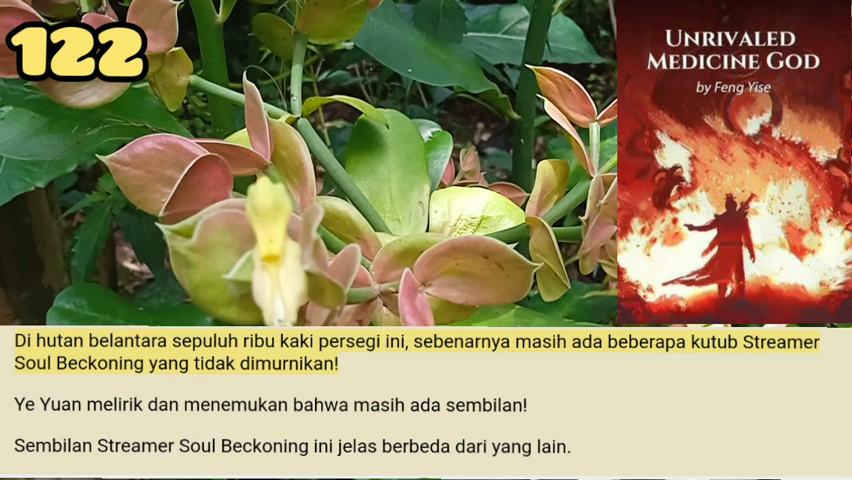 122
UNRIVALED
MEDICINE GOD
by Feng Yise
Di hutan belantara sepuluh ribu kaki persegi ini, sebenarnya masih ada beberapa kutub Streamer
Soul Beckoning yang tidak dimurnikan!
Ye Yuan melirik dan menemukan bahwa masih ada sembilan!
Sembilan Streamer Soul Beckoning ini jelas berbeda dari yang lain.